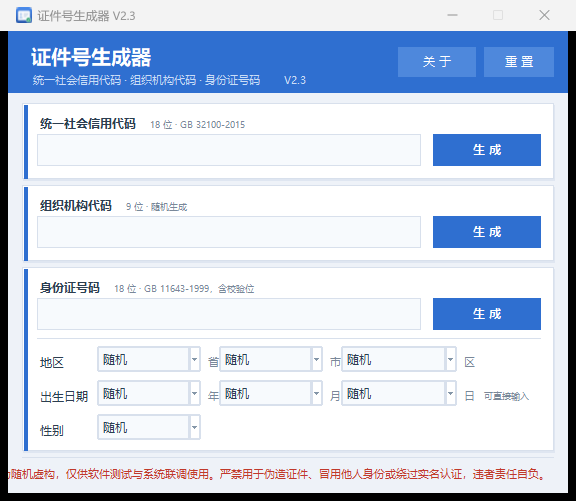 证件号生成器 V2.3
证件号生成器
统一社会信用代码 · 组织机构代码 · 身份证号码 V2.3
关 于
重 置
统一社会信用代码 18 位 · GB 32100-2015
生 成
组织机构代码 9 位 · 随机生成
生 成
身份证号码 18 位 · GB 11643-1999，含校验位
生 成
地区 随机 省 随机 市 随机 区
出生日期 随机 年 随机 月 随机 日 可直接输入
性别 随机
随机虚构，仅供软件测试与系统联调使用。严禁用于伪造证件、冒用他人身份或绕过实名认证，违者责任自负。